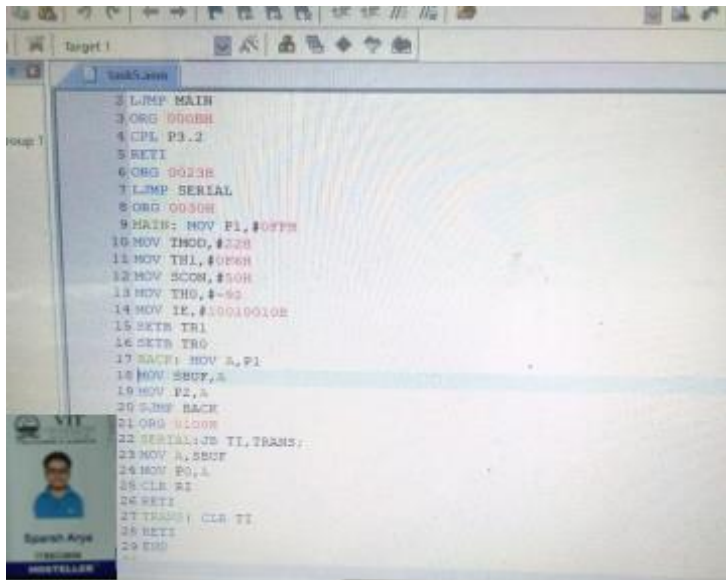 Target 1
task5.asm
roup 1
2 LJMP MAIN
3 ORG 000BH
4 CPL P3.2
5 RETI
6 ORG 0023H
7 LJMP SERIAL
8 ORG 0030H
9 MAIN: MOV P1,#0FFH
10 MOV TMOD,#22H
11 MOV TH1,#0F6H
12 MOV SCON,#50H
13 MOV TH0,#-92
14 MOV IE,#10010010B
15 SETB TR1
16 SETB TR0
17 BACK: MOV A,P1
18 MOV SBUF,A
19 MOV P2,A
20 SJMP BACK
21 ORG 0100H
22 SERIAL:JB TI,TRANS;
23 MOV A,SBUF
24 MOV P0,A
25 CLR RI
26 RETI
27 TRANS: CLR TI
28 RETI
29 END
VIT
Sparsh Arya
HOSTELLER